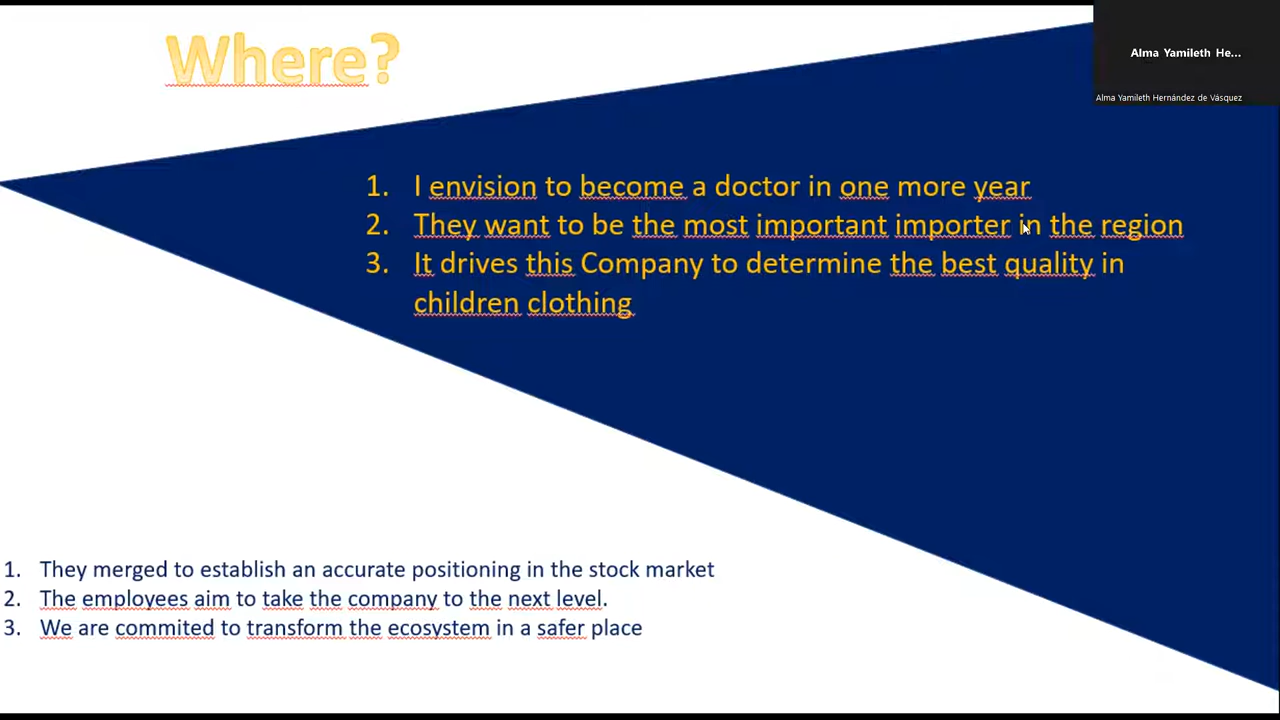 Where?
Alma Yamileth He...
Alma Yamileth Hernández de Vásquez
1. I envision to become a doctor in one more year
2. They want to be the most important importer in the region
3. It drives this Company to determine the best quality in
children clothing
1. They merged to establish an accurate positioning in the stock market
2. The employees aim to take the company to the next level.
3. We are commited to transform the ecosystem in a safer place